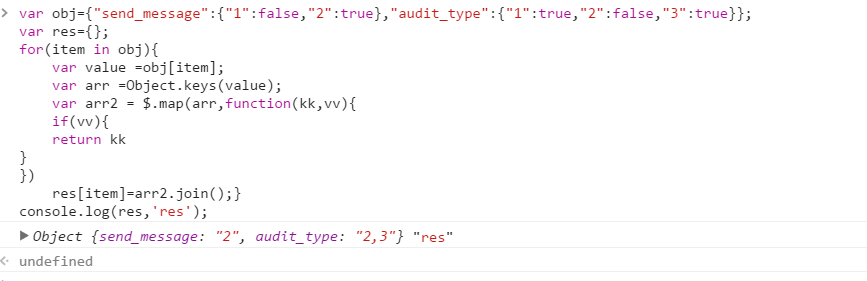 > var obj={"send_message":{"1":false,"2":true},"audit_type":{"1":true,"2":false,"3":true}};
var res={};
for(item in obj){
    var value =obj[item];
    var arr =Object.keys(value);
    var arr2 = $.map(arr,function(kk,vv){
    if(vv){
    return kk
}
})
    res[item]=arr2.join();}
console.log(res,'res');
▶ Object {send_message: "2", audit_type: "2,3"} "res"
< undefined